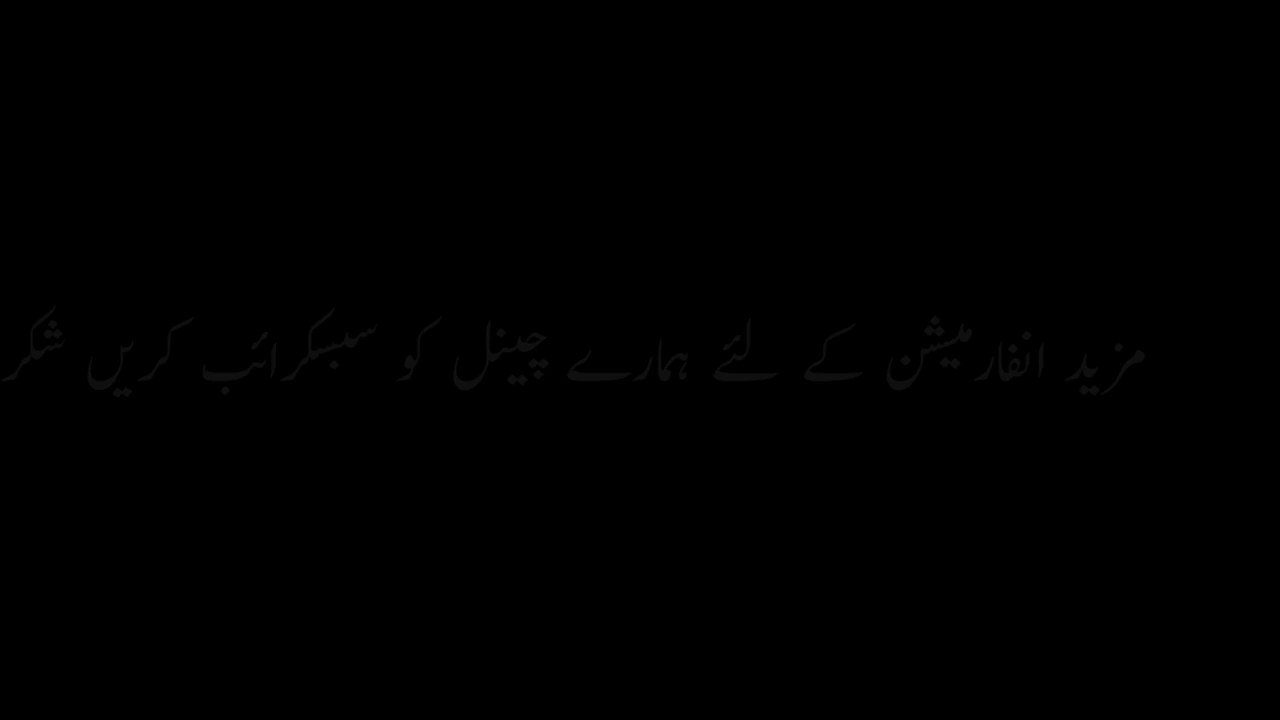 مزید انفارمیشن کے لئے ہمارے چینل کو سبسکرائب کریں شکر